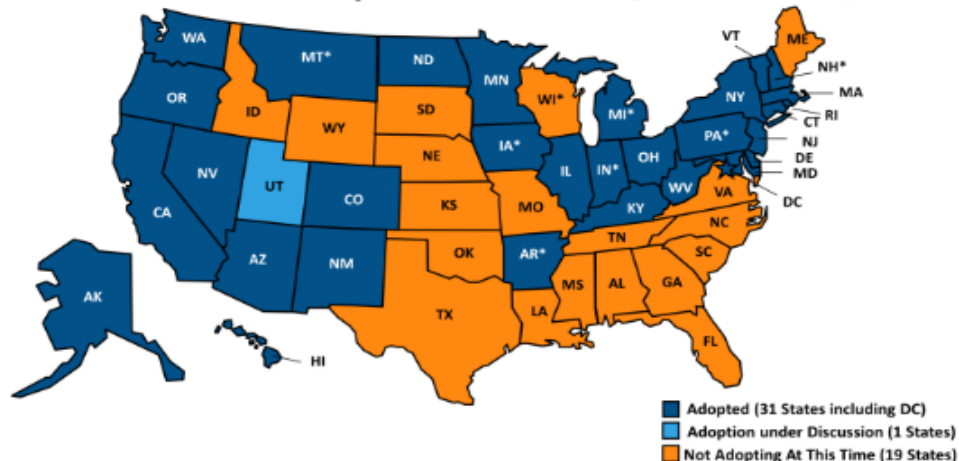 WA
MT*
ND
MN
VT
ME
NH*
OR
ID
SD
WI*
MI*
NY
MA
RI
CT
WY
IA*
PA*
NJ
NE
OH
DE
NV
UT
CO
IL
IN*
WV
VA
MD
DC
CA
KS
MO
KY
NC
TN
AZ
NM
OK
AR*
SC
MS
AL
GA
AK
TX
LA
FL
HI
Adopted (31 States including DC)
Adoption under Discussion (1 States)
Not Adopting At This Time (19 States)